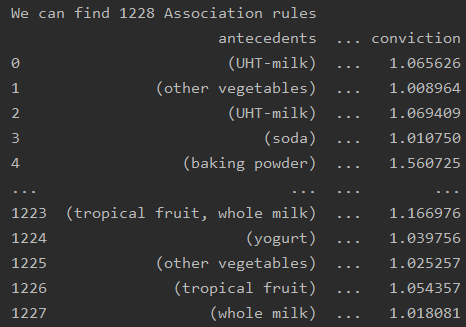 We can find 1228 Association rules
antecedents ... conviction
0 (UHT-milk) ... 1.065626
1 (other vegetables) ... 1.008964
2 (UHT-milk) ... 1.069409
3 (soda) ... 1.010750
4 (baking powder) ... 1.560725
... ... ... ...
1223 (tropical fruit, whole milk) ... 1.166976
1224 (yogurt) ... 1.039756
1225 (other vegetables) ... 1.025257
1226 (tropical fruit) ... 1.054357
1227 (whole milk) ... 1.018081